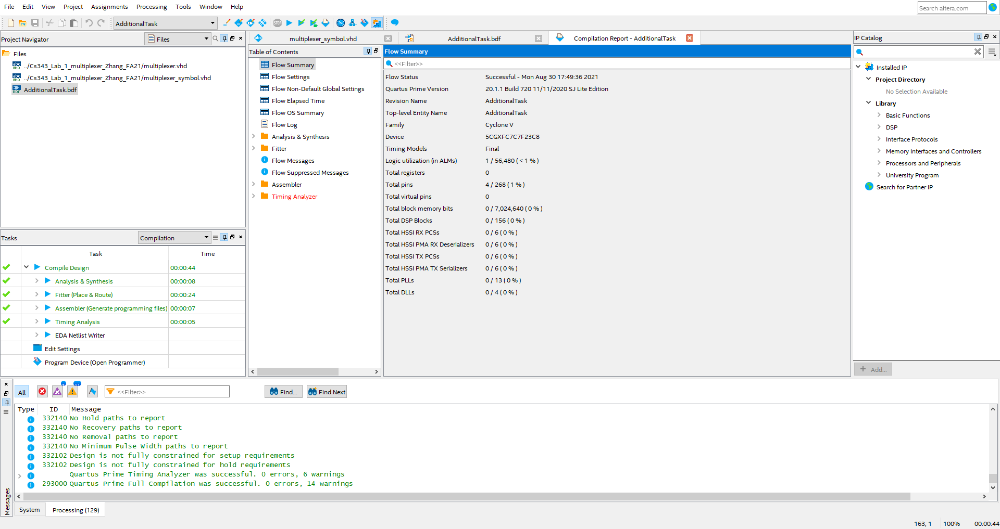 File Edit View Project Assignments Processing Tools Window Help
Search altera.com
AdditionalTask
Project Navigator
Files
Files
../Cs343_Lab_1_multiplexer_Zhang_FA21/multiplexer.vhd
../Cs343_Lab_1_multiplexer_Zhang_FA21/multiplexer_symbol.vhd
AdditionalTask.bdf
Tasks
Compilation
Task Time
Compile Design 00:00:44
Analysis & Synthesis 00:00:08
Fitter (Place & Route) 00:00:24
Assembler (Generate programming files) 00:00:07
Timing Analysis 00:00:05
EDA Netlist Writer
Edit Settings
Program Device (Open Programmer)
multiplexer_symbol.vhd
AdditionalTask.bdf
Compilation Report - AdditionalTask
Table of Contents
Flow Summary
Flow Settings
Flow Non-Default Global Settings
Flow Elapsed Time
Flow OS Summary
Flow Log
Analysis & Synthesis
Fitter
Flow Messages
Flow Suppressed Messages
Assembler
Timing Analyzer
Flow Summary
<<Filter>>
Flow Status Successful - Mon Aug 30 17:49:36 2021
Quartus Prime Version 20.1.1 Build 720 11/11/2020 SJ Lite Edition
Revision Name AdditionalTask
Top-level Entity Name AdditionalTask
Family Cyclone V
Device 5CGXFC7C7F23C8
Timing Models Final
Logic utilization (in ALMs) 1 / 56,480 ( < 1 % )
Total registers 0
Total pins 4 / 268 ( 1 % )
Total virtual pins 0
Total block memory bits 0 / 7,024,640 ( 0 % )
Total DSP Blocks 0 / 156 ( 0 % )
Total HSSI RX PCSs 0 / 6 ( 0 % )
Total HSSI PMA RX Deserializers 0 / 6 ( 0 % )
Total HSSI TX PCSs 0 / 6 ( 0 % )
Total HSSI PMA TX Serializers 0 / 6 ( 0 % )
Total PLLs 0 / 13 ( 0 % )
Total DLLs 0 / 4 ( 0 % )
IP Catalog
Installed IP
Project Directory
No Selection Available
Library
Basic Functions
DSP
Interface Protocols
Memory Interfaces and Controllers
Processors and Peripherals
University Program
Search for Partner IP
+ Add...
All
<<Filter>>
Find...
Find Next
Type ID Message
332140 No Hold paths to report
332140 No Recovery paths to report
332140 No Removal paths to report
332140 No Minimum Pulse Width paths to report
332102 Design is not fully constrained for setup requirements
332102 Design is not fully constrained for hold requirements
Quartus Prime Timing Analyzer was successful. 0 errors, 6 warnings
293000 Quartus Prime Full Compilation was successful. 0 errors, 14 warnings
Messages
System
Processing (129)
163, 1 100% 00:00:44